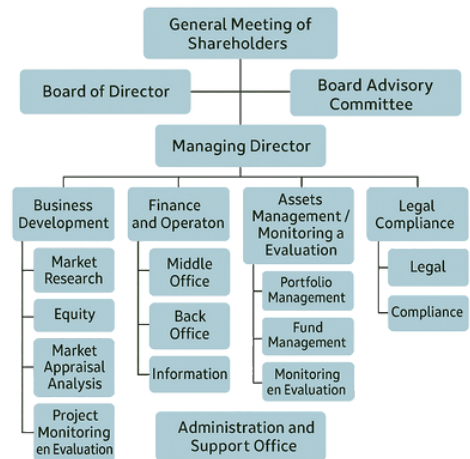 General Meeting of
Shareholders
Board of Director
Board Advisory
Committee
Managing Director
Business
Development
Market
Research
Equity
Market
Appraisal
Analysis
Project
Monitoring
en Evaluation
Finance
and Operaton
Middle
Office
Back
Office
Information
Assets
Management /
Monitoring a
Evaluation
Portfolio
Management
Fund
Management
Monitoring
en Evaluation
Legal
Compliance
Legal
Compliance
Administration and
Support Office